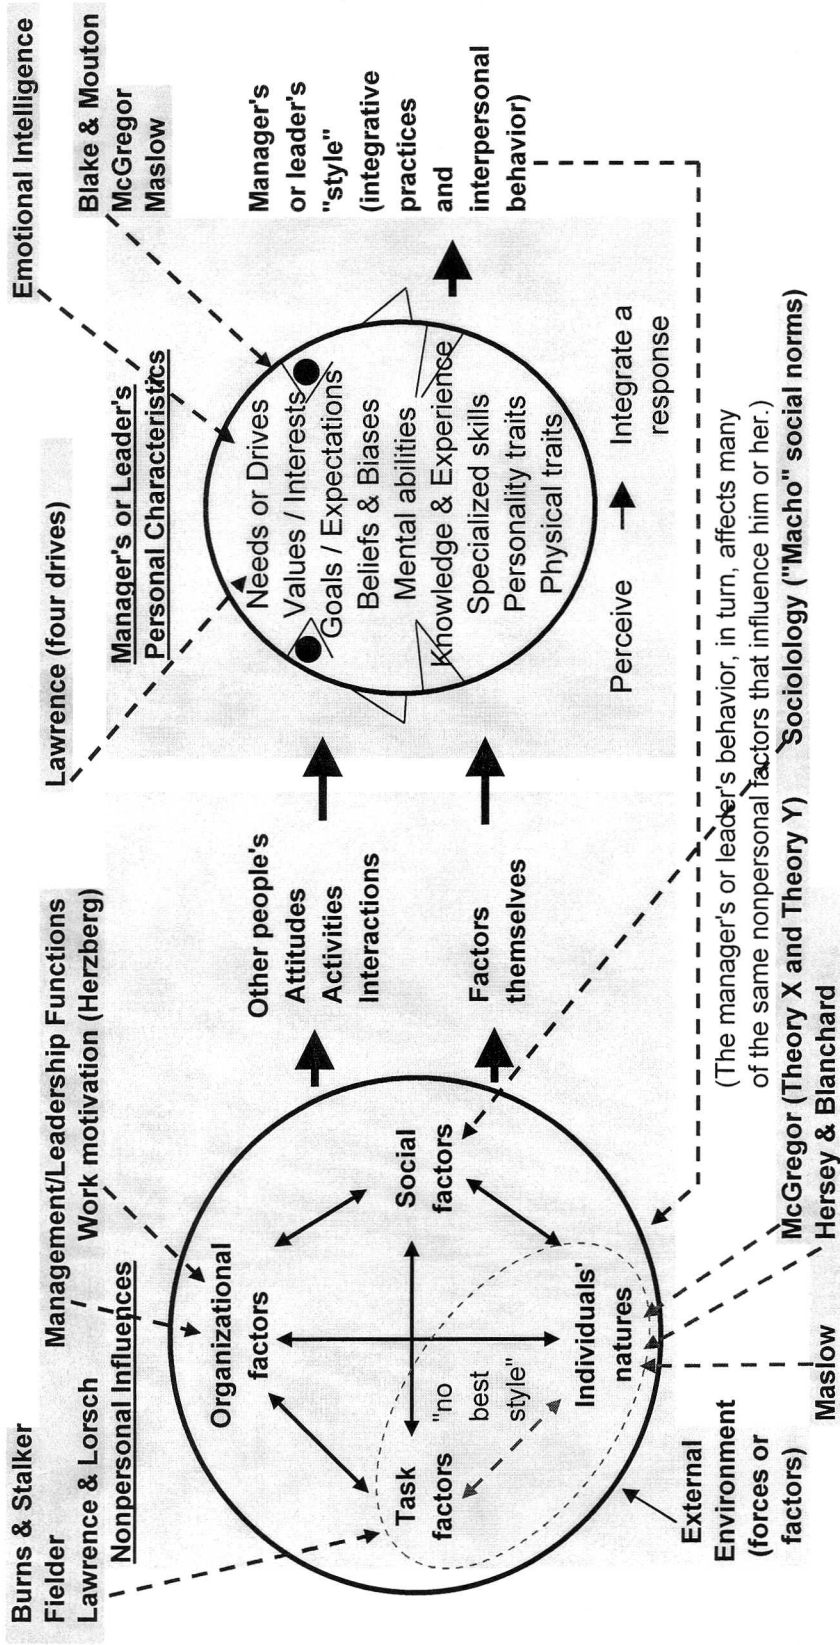 Burns & Stalker
Fielder
Lawrence & Lorsch
Management/Leadership Functions
Work motivation (Herzberg)
Nonpersonal Influences
Organizational
factors
Task
factors
Social
factors
"no
best
style"
Individuals'
natures
External
Environment
(forces or
factors)
Maslow
McGregor (Theory X and Theory Y)
Hersey & Blanchard
Sociolology ("Macho" social norms)
Other people's
Attitudes
Activities
Interactions
Factors
themselves
Lawrence (four drives)
Emotional Intelligence
Blake & Mouton
McGregor
Maslow
Manager's or Leader's
Personal Characteristics
Needs or Drives
Values / Interests
Goals / Expectations
Beliefs & Biases
Mental abilities
Knowledge & Experience
Specialized skills
Personality traits
Physical traits
Perceive
Integrate a
response
Manager's
or leader's
"style"
(integrative
practices
and
interpersonal
behavior)
(The manager's or leader's behavior, in turn, affects many
of the same nonpersonal factors that influence him or her.)